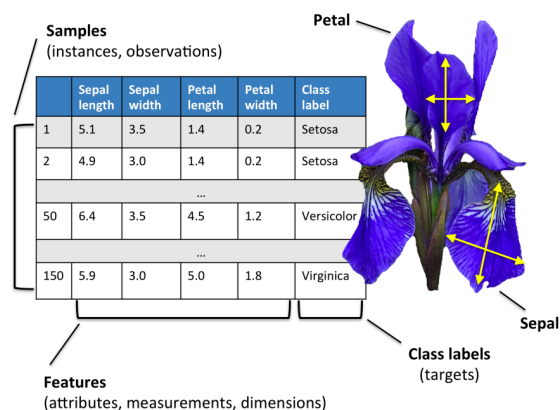 Samples
(instances, observations)
Petal
Sepal length Sepal width Petal length Petal width Class label
1 5.1 3.5 1.4 0.2 Setosa
2 4.9 3.0 1.4 0.2 Setosa
…
50 6.4 3.5 4.5 1.2 Versicolor
…
150 5.9 3.0 5.0 1.8 Virginica
Sepal
Class labels
(targets)
Features
(attributes, measurements, dimensions)